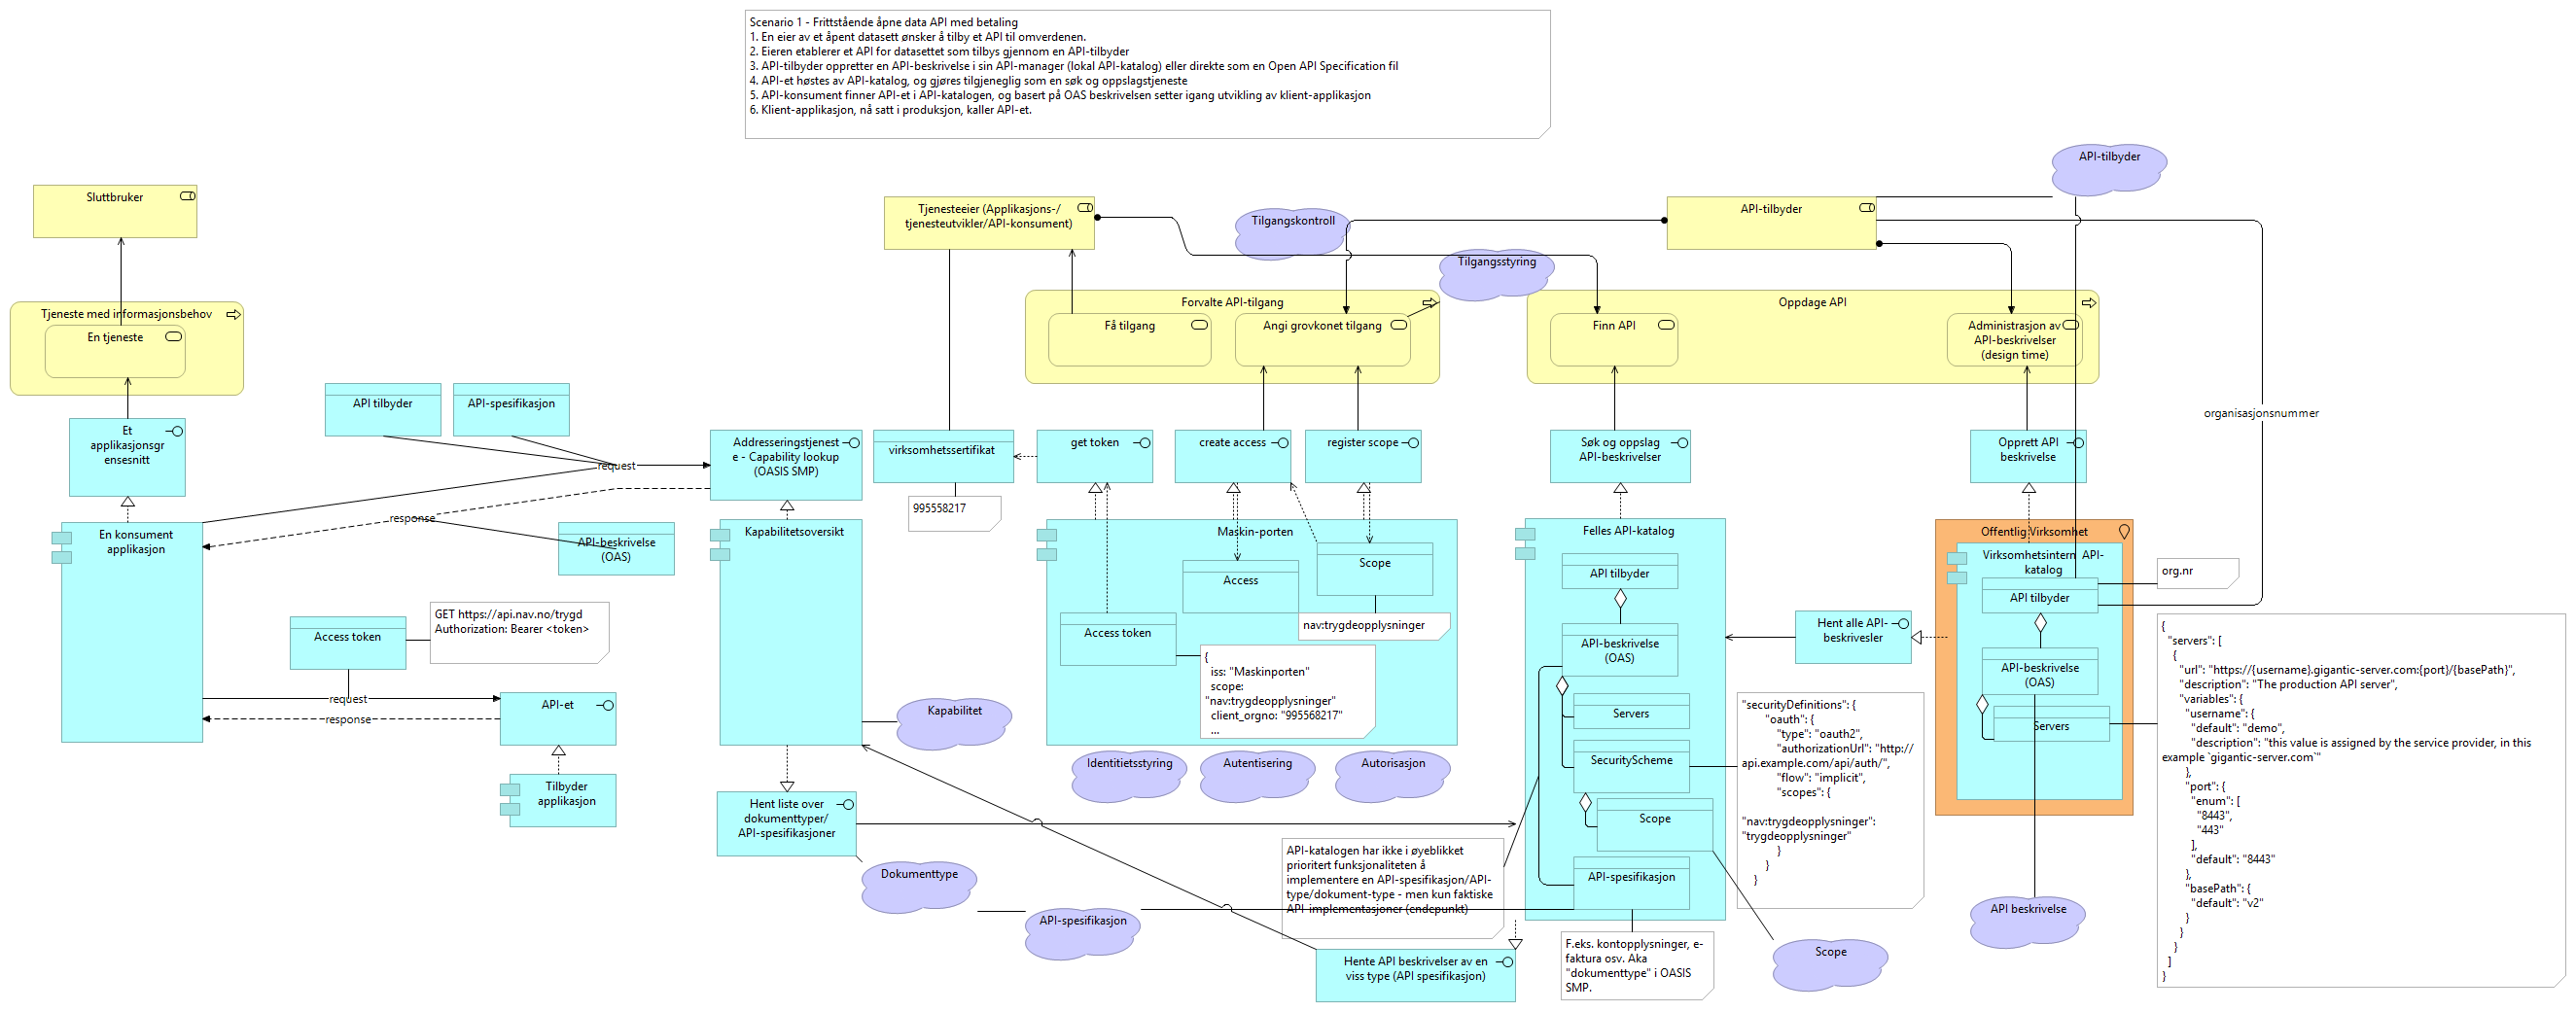 Scenario 1 - Frittstående åpne data API med betaling
1. En eier av et åpent datasett ønsker å tilby et API til omverdenen.
2. Eieren etablerer et API for datasettet som tilbys gjennom en API-tilbyder
3. API-tilbyder oppretter en API-beskrivelse i sin API-manager (lokal API-katalog) eller direkte som en Open API Specification fil
4. API-et høstes av API-katalog, og gjøres tilgjeneglig som en søk og oppslagstjeneste
5. API-konsument finner API-et i API-katalogen, og basert på OAS beskrivelsen setter igang utvikling av klient-applikasjon
6. Klient-applikasjon, nå satt i produksjon, kaller API-et.
API-tilbyder
Sluttbruker
Tjenesteeier (Applikasjons-/
tjenesteutvikler/API-konsument)
Tilgangskontroll
API-tilbyder
Tilgangsstyring
Tjeneste med informasjonsbehov
En tjeneste
Forvalte API-tilgang
Få tilgang
Angi grovkonet tilgang
Oppdage API
Finn API
Administrasjon av
API-beskrivelser
(design time)
organisasjonsnummer
API tilbyder
API-spesifikasjon
Et
applikasjonsgr
ensesnitt
request
Addresseringstjenest
e - Capability lookup
(OASIS SMP)
virksomhetssertifikat
get token
create access
register scope
Søk og oppslag
API-beskrivelser
Opprett API
beskrivelse
995558217
response
API-beskrivelse
(OAS)
En konsument
applikasjon
Kapabilitetsoversikt
Maskin-porten
Access
Scope
nav:trygdeopplysninger
Access token
{
iss: "Maskinporten"
scope:
"nav:trygdeopplysninger"
client_orgno: "995568217"
...
Felles API-katalog
API tilbyder
API-beskrivelse
(OAS)
Servers
SecurityScheme
Scope
API-spesifikasjon
Hent alle API-
beskrivesler
Offentlig Virksomhet
Virksomhetsintern API-
katalog
API tilbyder
API-beskrivelse
(OAS)
Servers
org.nr
Access token
GET https://api.nav.no/trygd
Authorization: Bearer <token>
request
response
API-et
Tilbyder
applikasjon
Kapabilitet
Identitietsstyring
Autentisering
Autorisasjon
"securityDefinitions": {
"oauth": {
"type": "oauth2",
"authorizationUrl": "http://
api.example.com/api/auth/",
"flow": "implicit",
"scopes": {
"nav:trygdeopplysninger":
"trygdeopplysninger"
}
}
}
{
"servers": [
{
"url": "https://{username}.gigantic-server.com:{port}/{basePath}",
"description": "The production API server",
"variables": {
"username": {
"default": "demo",
"description": "this value is assigned by the service provider, in this
example `gigantic-server.com`"
},
"port": {
"enum": [
"8443",
"443"
],
"default": "8443"
},
"basePath": {
"default": "v2"
}
}
}
]
}
Hent liste over
dokumenttyper/
API-spesifikasjoner
Dokumenttype
API-spesifikasjon
API-katalogen har ikke i øyeblikket
prioritert funksjonaliteten å
implementere en API-spesifikasjon/API-
type/dokument-type - men kun faktiske
API-implementasjoner (endepunkt)
Hente API beskrivelser av en
viss type (API spesifikasjon)
F.eks. kontopplysninger, e-
faktura osv. Aka
"dokumenttype" i OASIS
SMP.
Scope
API beskrivelse